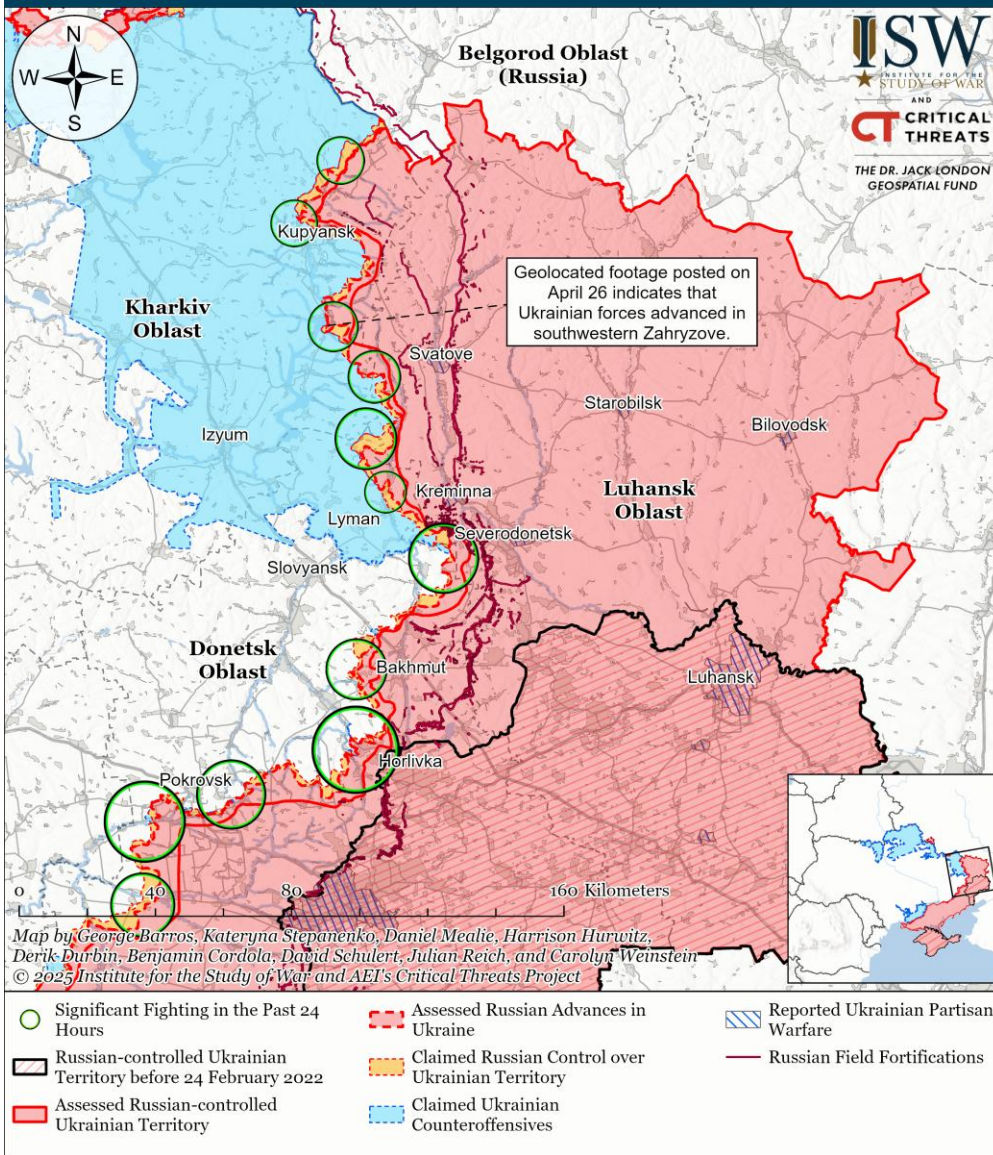 N
W E
S
Belgorod Oblast
(Russia)
ISW
INSTITUTE FOR THE
STUDY OF WAR
AND
CT CRITICAL
THREATS
THE DR. JACK LONDON
GEOSPATIAL FUND
Kupyansk
Geolocated footage posted on
April 26 indicates that
Ukrainian forces advanced in
southwestern Zahryzove.
Kharkiv
Oblast
Svatove
Starobilsk
Bilovodsk
Izyum
Kreminna
Luhansk
Oblast
Lyman
Severodonetsk
Slovyansk
Donetsk
Oblast
Bakhmut
Luhansk
Horlivka
Pokrovsk
0 40 80 160 Kilometers
Map by George Barros, Kateryna Stepanenko, Daniel Mealie, Harrison Hurwitz,
Derik Durbin, Benjamin Cordola, David Schulert, Julian Reich, and Carolyn Weinstein
© 2025 Institute for the Study of War and AEI's Critical Threats Project
Significant Fighting in the Past 24
Hours
Russian-controlled Ukrainian
Territory before 24 February 2022
Assessed Russian-controlled
Ukrainian Territory
Assessed Russian Advances in
Ukraine
Claimed Russian Control over
Ukrainian Territory
Claimed Ukrainian
Counteroffensives
Reported Ukrainian Partisan
Warfare
Russian Field Fortifications